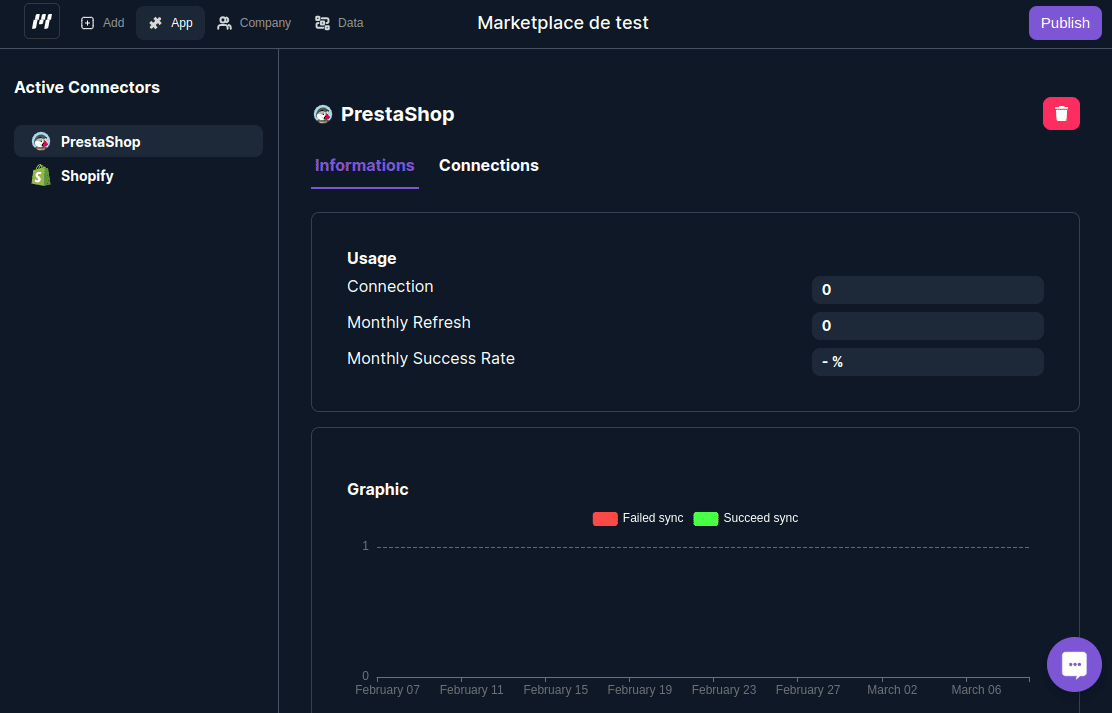 Add App Company Data Marketplace de test Publish
Active Connectors
PrestaShop
Shopify
PrestaShop
Informations Connections
Usage
Connection 0
Monthly Refresh 0
Monthly Success Rate - %
Graphic
Failed sync Succeed sync
1
0
February 07 February 11 February 15 February 19 February 23 February 27 March 02 March 06